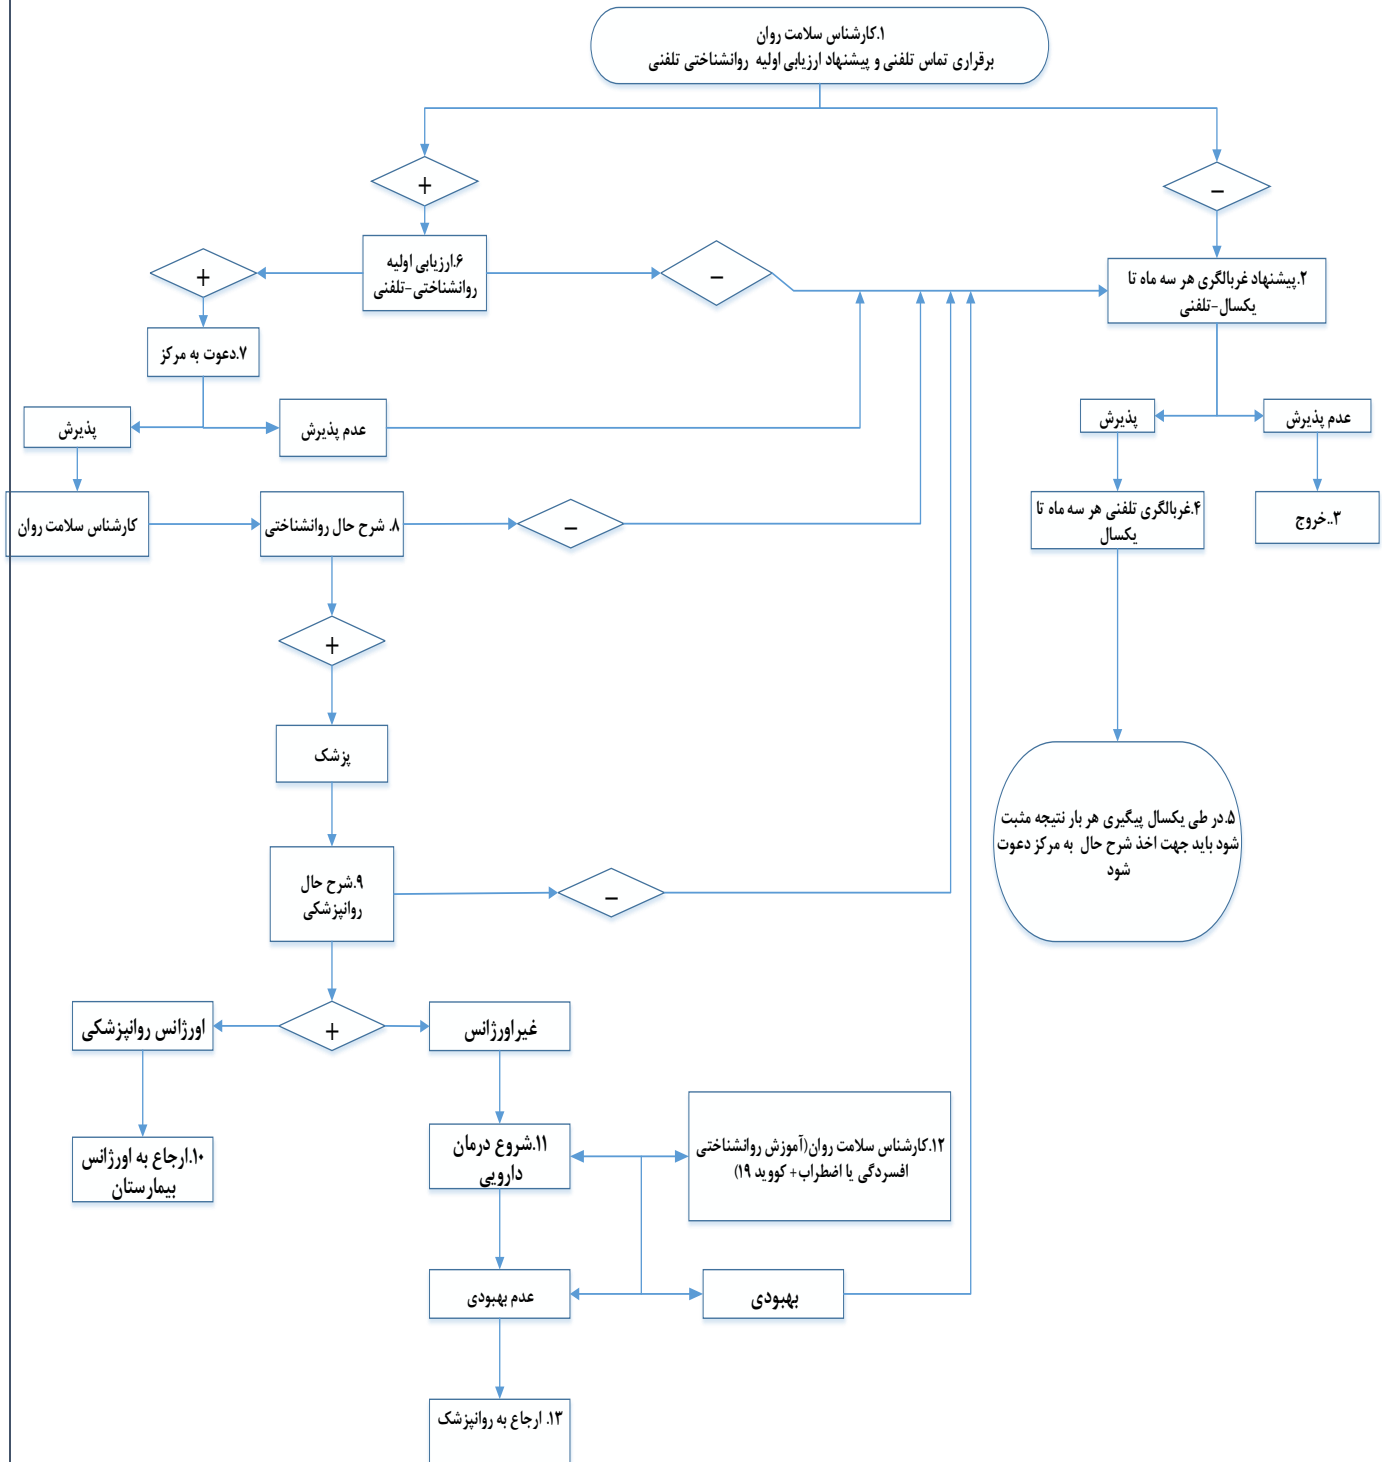 ۱.کارشناس سلامت روان
برقراری تماس تلفنی و پیشنهاد ارزیابی اولیه روانشناختی تلفنی
+
−
۶.ارزیابی اولیه
روانشناختی-تلفنی
+
−
۲.پیشنهاد غربالگری هر سه ماه تا
یکسال-تلفنی
۷.دعوت به مرکز
عدم پذیرش
پذیرش
عدم پذیرش
پذیرش
۳..خروج
۴.غربالگری تلفنی هر سه ماه تا
یکسال
کارشناس سلامت روان
۸. شرح حال روانشناختی
−
+
پزشک
۵.در طی یکسال پیگیری هر بار نتیجه مثبت
شود باید جهت اخذ شرح حال به مرکز دعوت
شود
۹.شرح حال
روانپزشکی
−
+
اورژانس روانپزشکی
غیراورژانس
۱۰.ارجاع به اورژانس
بیمارستان
۱۱.شروع درمان
دارویی
۱۲.کارشناس سلامت روان(آموزش روانشناختی
افسردگی یا اضطراب+ کووید ۱۹)
عدم بهبودی
بهبودی
۱۳. ارجاع به روانپزشک